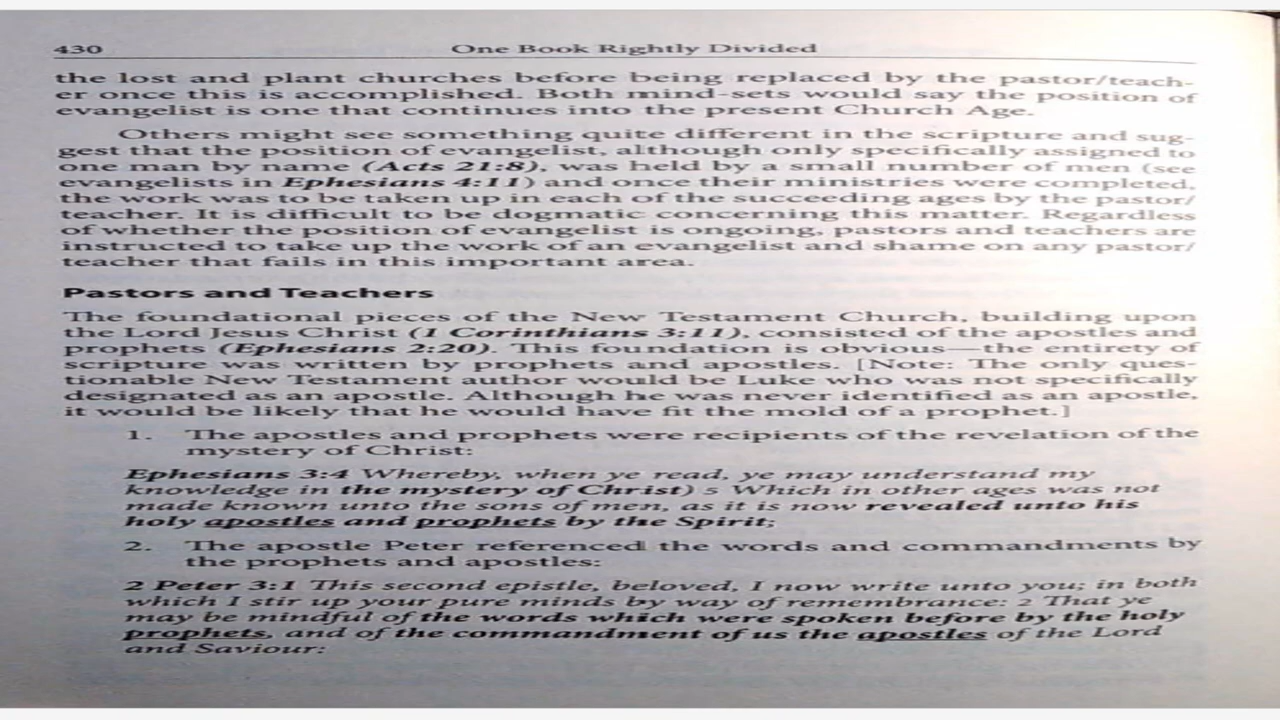 430 One Book Rightly Divided
the lost and plant churches before being replaced by the pastor/teach-
er once this is accomplished. Both mind-sets would say the position of
evangelist is one that continues into the present Church Age.
Others might see something quite different in the scripture and sug-
gest that the position of evangelist, although only specifically assigned to
one man by name (Acts 21:8), was held by a small number of men (see
evangelists in Ephesians 4:11) and once their ministries were completed,
the work was to be taken up in each of the succeeding ages by the pastor/
teacher. It is difficult to be dogmatic concerning this matter. Regardless
of whether the position of evangelist is ongoing, pastors and teachers are
instructed to take up the work of an evangelist and shame on any pastor/
teacher that fails in this important area.
Pastors and Teachers
The foundational pieces of the New Testament Church, building upon
the Lord Jesus Christ (1 Corinthians 3:11), consisted of the apostles and
prophets (Ephesians 2:20). This foundation is obvious—the entirety of
scripture was written by prophets and apostles. [Note: The only ques-
tionable New Testament author would be Luke who was not specifically
designated as an apostle. Although he was never identified as an apostle,
it would be likely that he would have fit the mold of a prophet.]
1. The apostles and prophets were recipients of the revelation of the
mystery of Christ:
Ephesians 3:4 Whereby, when ye read, ye may understand my
knowledge in the mystery of Christ) 5 Which in other ages was not
made known unto the sons of men, as it is now revealed unto his
holy apostles and prophets by the Spirit;
2. The apostle Peter referenced the words and commandments by
the prophets and apostles:
2 Peter 3:1 This second epistle, beloved, I now write unto you; in both
which I stir up your pure minds by way of remembrance: 2 That ye
may be mindful of the words which were spoken before by the holy
prophets, and of the commandment of us the apostles of the Lord
and Saviour: